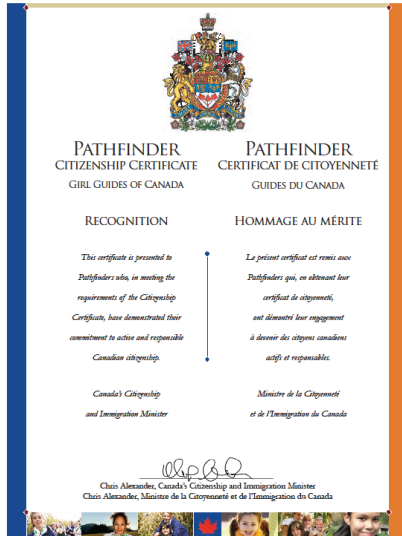 PATHFINDER
CITIZENSHIP CERTIFICATE
GIRL GUIDES OF CANADA
RECOGNITION
This certificate is presented to
Pathfinders who, in meeting the
requirements of the Citizenship
Certificate, have demonstrated their
commitment to active and responsible
Canadian citizenship.
Canada's Citizenship
and Immigration Minister
PATHFINDER
CERTIFICAT DE CITOYENNETÉ
GUIDES DU CANADA
HOMMAGE AU MÉRITE
Le présent certificat est remis aux
Pathfinders qui, en obtenant leur
certificat de citoyenneté,
ont démontré leur engagement
à devenir des citoyens canadiens
actifs et responsables.
Ministre de la Citoyenneté
et de l'Immigration du Canada
Chris Alexander, Canada's Citizenship and Immigration Minister
Chris Alexander, Ministre de la Citoyenneté et de l'Immigration du Canada